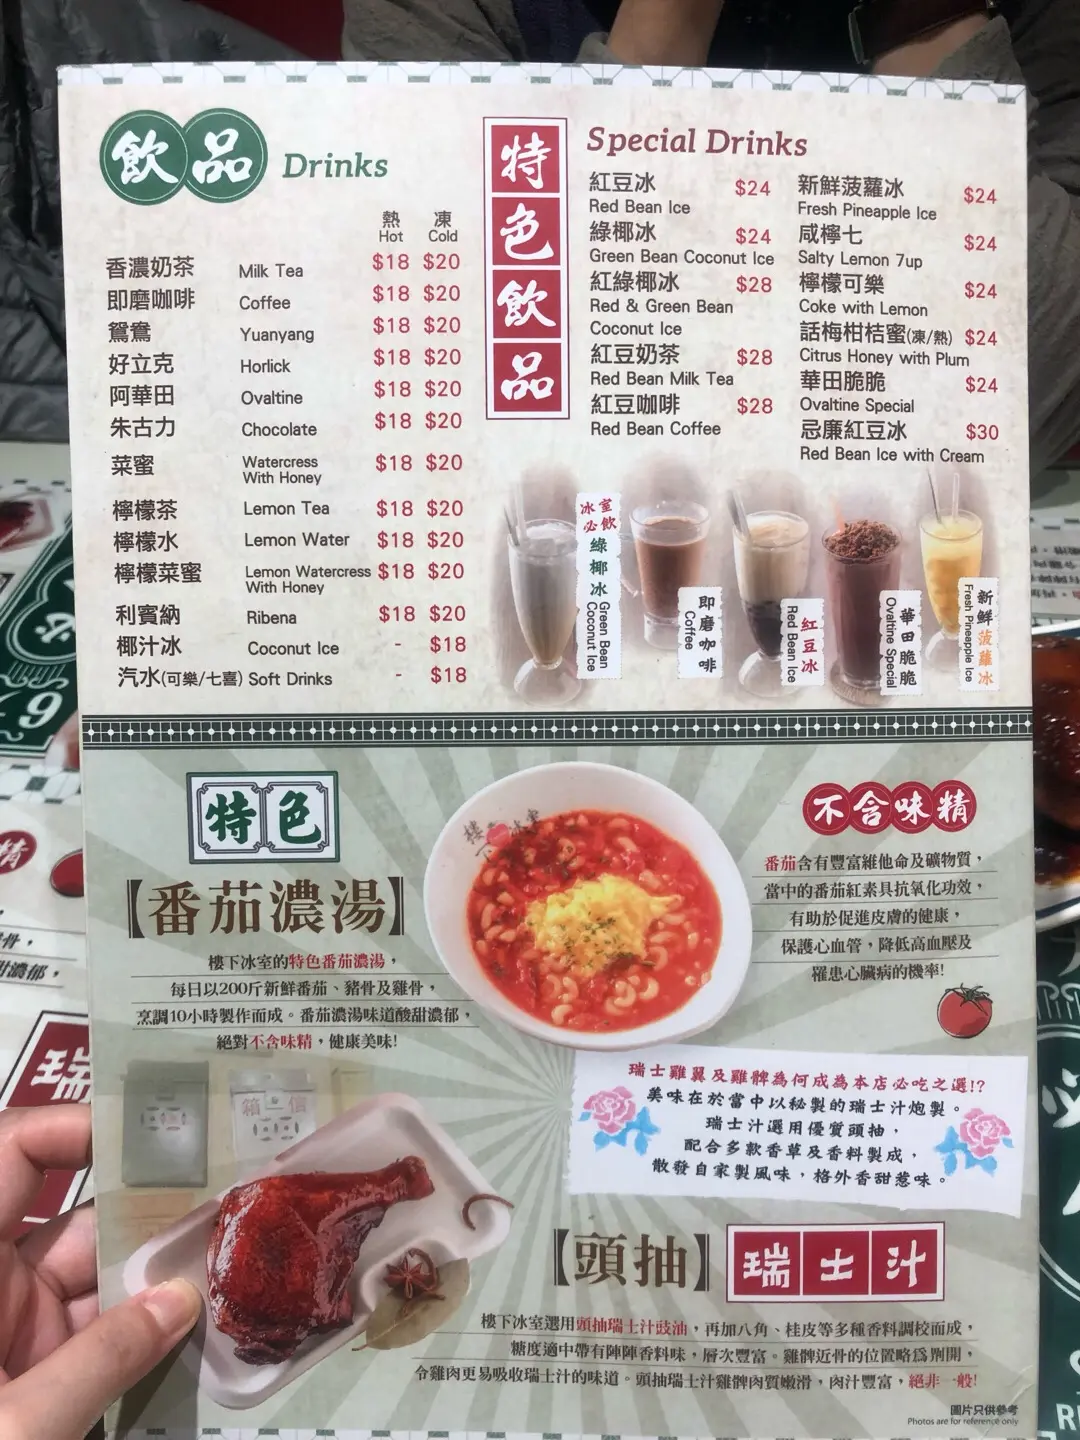 飲品 Drinks
熱 凍
Hot Cold
香濃奶茶 Milk Tea $18 $20
即磨咖啡 Coffee $18 $20
鴛鴦 Yuanyang $18 $20
好立克 Horlick $18 $20
阿華田 Ovaltine $18 $20
朱古力 Chocolate $18 $20
菜蜜 Watercress With Honey $18 $20
檸檬茶 Lemon Tea $18 $20
檸檬水 Lemon Water $18 $20
檸檬菜蜜 Lemon Watercress With Honey $18 $20
利賓納 Ribena $18 $20
椰汁冰 Coconut Ice - $18
汽水(可樂/七喜) Soft Drinks - $18
特色飲品
Special Drinks
紅豆冰 $24
Red Bean Ice
綠椰冰 $24
Green Bean Coconut Ice
紅綠椰冰 $28
Red & Green Bean
Coconut Ice
紅豆奶茶 $28
Red Bean Milk Tea
紅豆咖啡 $28
Red Bean Coffee
新鮮菠蘿冰 $24
Fresh Pineapple Ice
咸檸七 $24
Salty Lemon 7up
檸檬可樂 $24
Coke with Lemon
話梅柑桔蜜(凍/熱) $24
Citrus Honey with Plum
華田脆脆 $24
Ovaltine Special
忌廉紅豆冰 $30
Red Bean Ice with Cream
冰室必飲
綠椰冰
Green Bean Coconut Ice
即磨咖啡
Coffee
紅豆冰
Red Bean Ice
華田脆脆
Ovaltine Special
新鮮菠蘿冰
Fresh Pineapple Ice
特色
【番茄濃湯】
樓下冰室的特色番茄濃湯，
每日以200斤新鮮番茄、豬骨及雞骨，
烹調10小時製作而成。番茄濃湯味道酸甜濃郁，
絕對不含味精，健康美味!
不含味精
番茄含有豐富維他命及礦物質，
當中的番茄紅素具抗氧化功效，
有助於促進皮膚的健康，
保護心血管，降低高血壓及
罹患心臟病的機率!
瑞士雞翼及雞髀為何成為本店必吃之選!?
美味在於當中以秘製的瑞士汁炮製。
瑞士汁選用優質頭抽，
配合多款香草及香料製成，
散發自家製風味，格外香甜惹味。
【頭抽】瑞士汁
樓下冰室選用頭抽瑞士汁豉油，再加八角、桂皮等多種香料調校而成，
糖度適中帶有陣陣香料味，層次豐富。雞髀近骨的位置略為㓟開，
令雞肉更易吸收瑞士汁的味道。頭抽瑞士汁雞髀肉質嫩滑，肉汁豐富，絕非一般!
圖片只供參考
Photos are for reference only